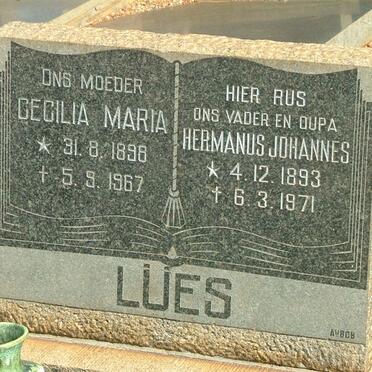 ONS MOEDER
CECILIA MARIA
* 31. 8. 1898
† 5. 9. 1967
HIER RUS
ONS VADER EN OUPA
HERMANUS JOHANNES
* 4. 12. 1893
† 6. 3. 1971
LÜES
AVBOB